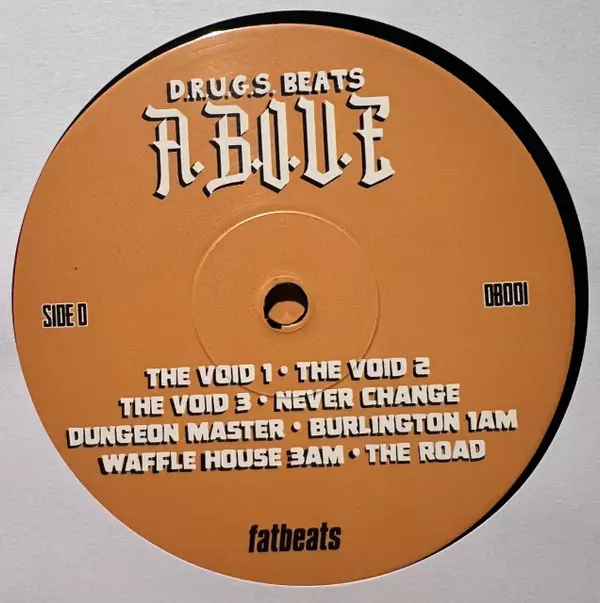 D.R.U.G.S. BEATS
A.B.O.V.E
SIDE D
DB001
THE VOID 1 • THE VOID 2
THE VOID 3 • NEVER CHANGE
DUNGEON MASTER • BURLINGTON 1AM
WAFFLE HOUSE 3AM • THE ROAD
fatbeats